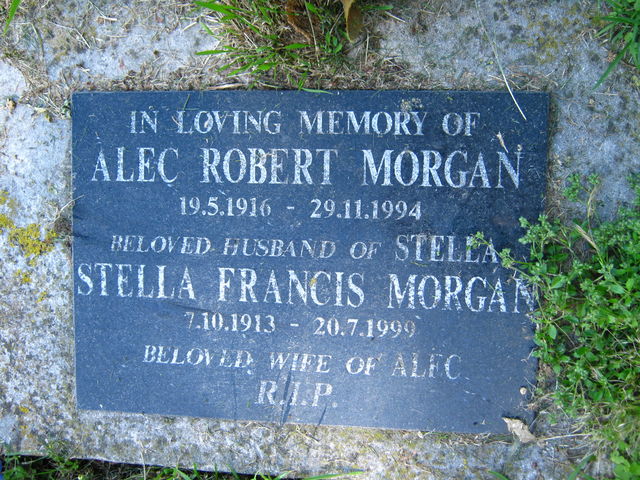 IN LOVING MEMORY OF
ALEC ROBERT MORGAN
19.5.1916 - 29.11.1994
BELOVED HUSBAND OF STELLA
STELLA FRANCIS MORGAN
7.10.1913 - 20.7.1999
BELOVED WIFE OF ALEC
R.I.P.